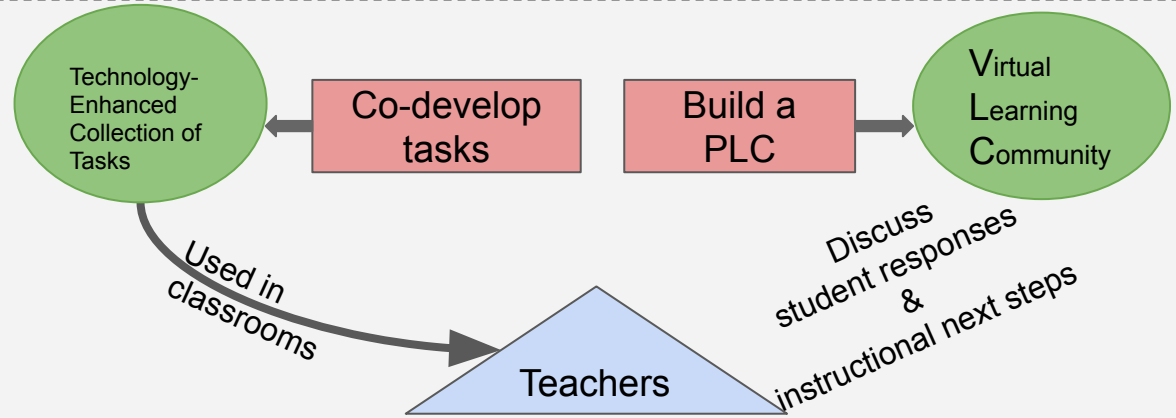 Technology-
Enhanced
Collection of
Tasks
Co-develop
tasks
Build a
PLC
Virtual
Learning
Community
Used in
classrooms
Discuss
student responses
&
instructional next steps
Teachers